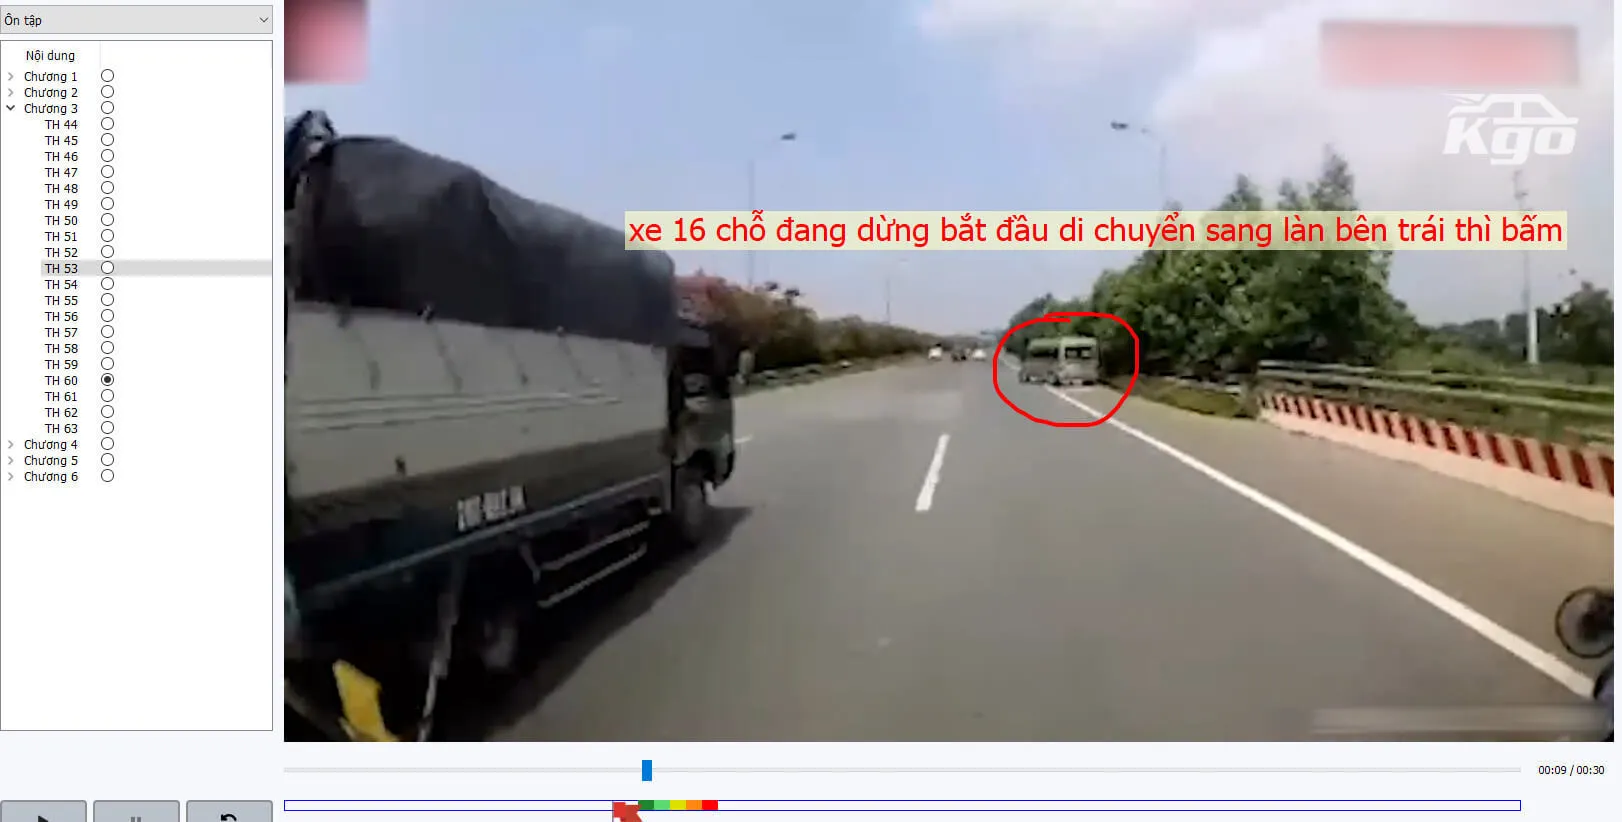 Ôn tập
Nội dung
Chương 1
Chương 2
Chương 3
TH 44
TH 45
TH 46
TH 47
TH 48
TH 49
TH 50
TH 51
TH 52
TH 53
TH 54
TH 55
TH 56
TH 57
TH 58
TH 59
TH 60
TH 61
TH 62
TH 63
Chương 4
Chương 5
Chương 6
Kgo
xe 16 chỗ đang dừng bắt đầu di chuyển sang làn bên trái thì bấm
00:09 / 00:30